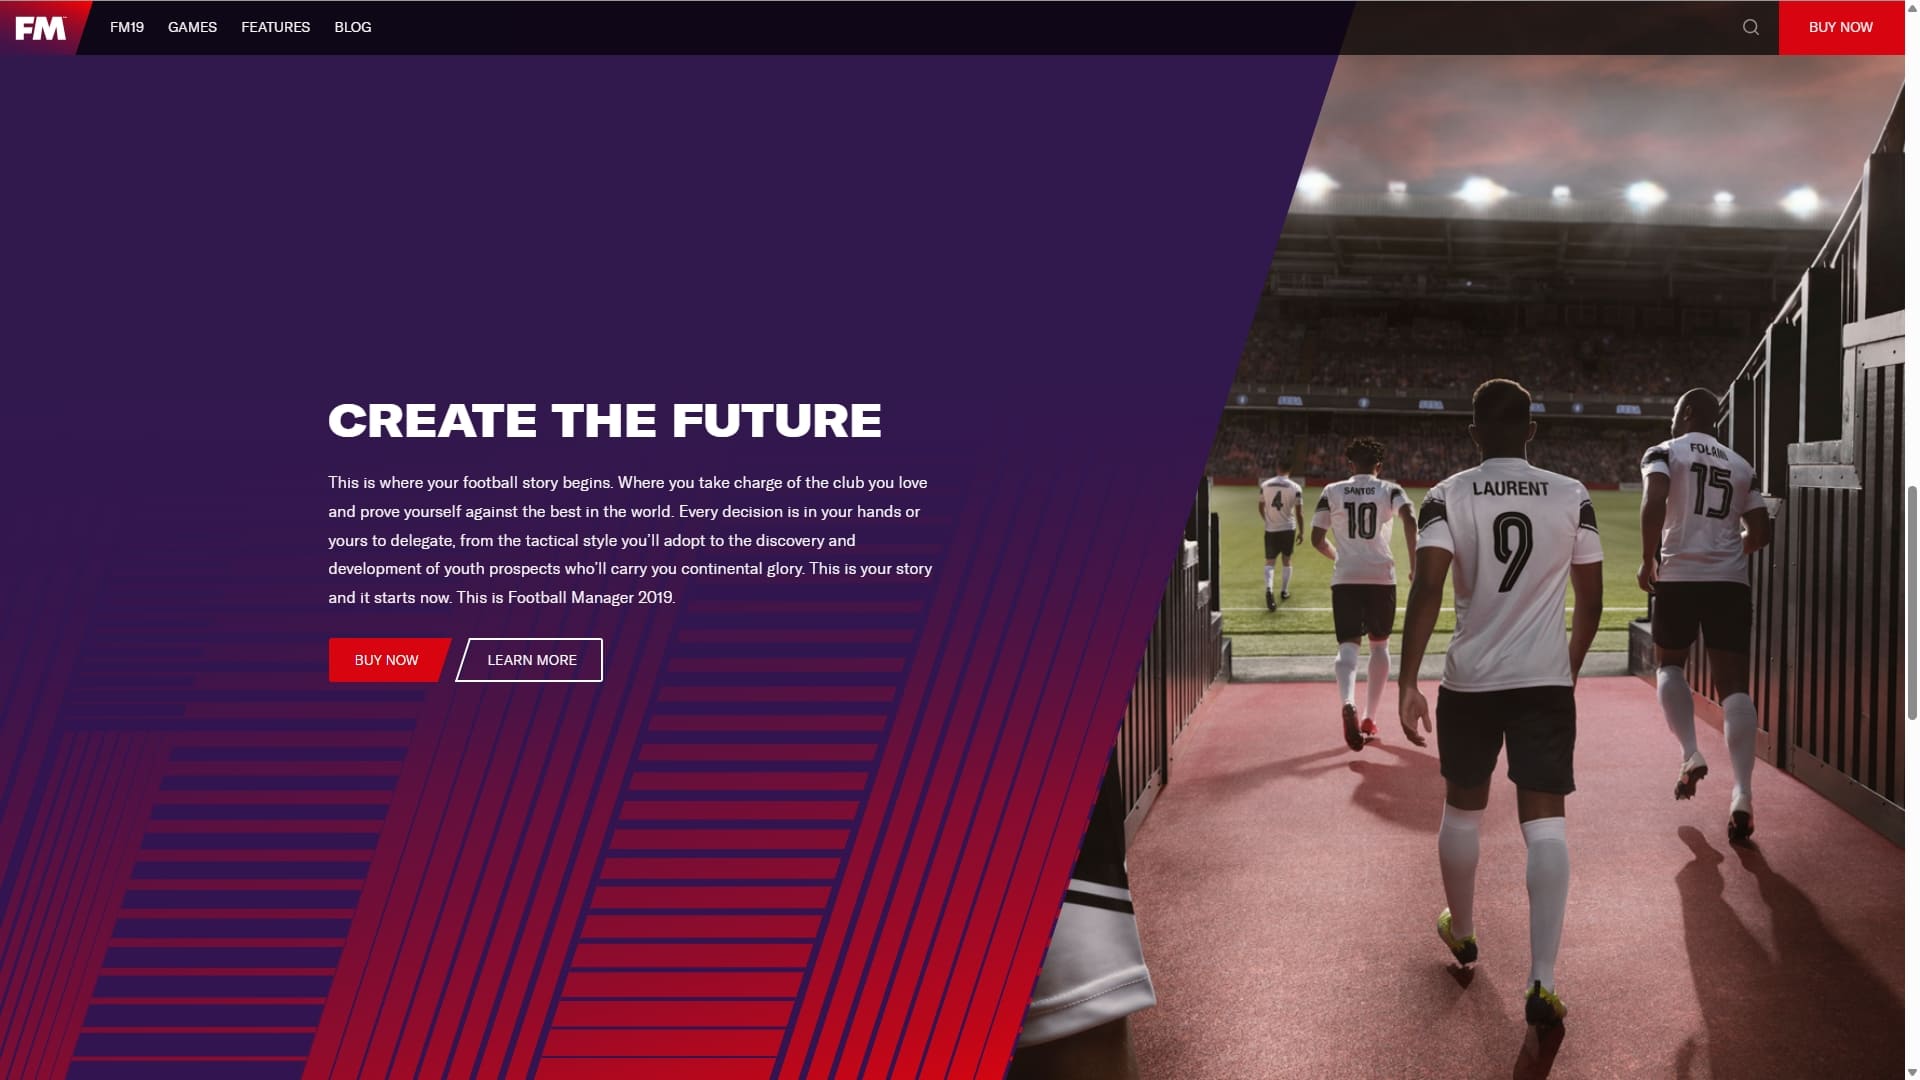 FM
FM19
GAMES
FEATURES
BLOG
BUY NOW
CREATE THE FUTURE
This is where your football story begins. Where you take charge of the club you love
and prove yourself against the best in the world. Every decision is in your hands or
yours to delegate, from the tactical style you’ll adopt to the discovery and
development of youth prospects who’ll carry you continental glory. This is your story
and it starts now. This is Football Manager 2019.
BUY NOW
LEARN MORE
SEGA
SEGA
SEGA
4
SANTOS
10
LAURENT
9
15